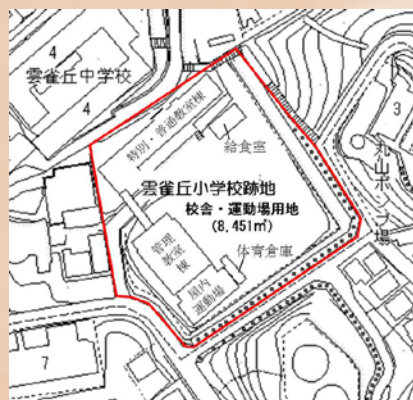 4
雲雀丘中学校
4
特別・普通教室棟
給食室
3
丸山ポンプ場
雲雀丘小学校跡地
校舎・運動場用地
(8,451㎡)
管理
教室
棟
体育倉庫
屋内
運動場
7